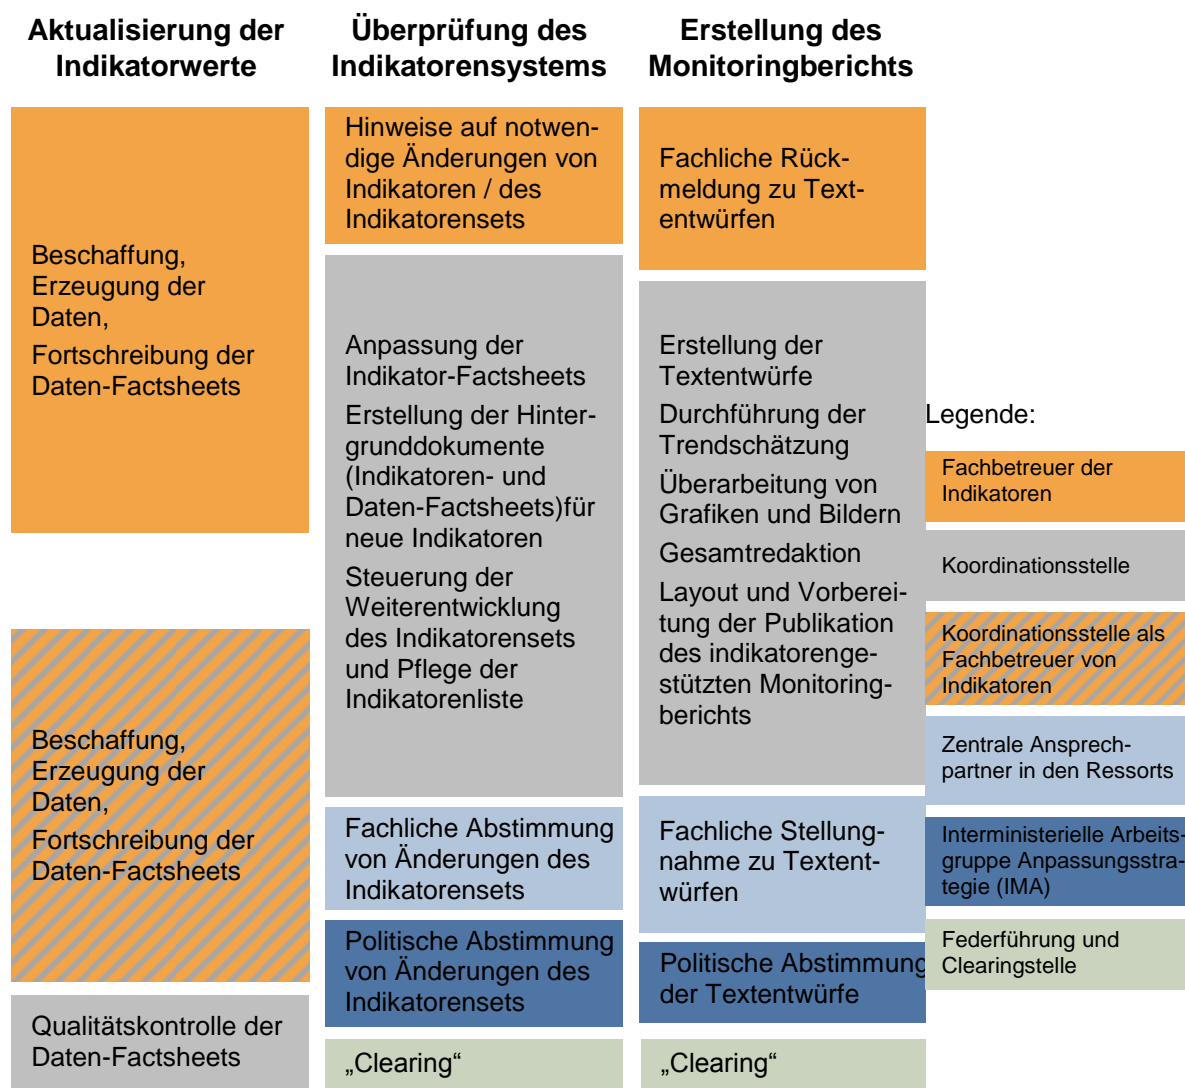 Aktualisierung der
Indikatorwerte
Überprüfung des
Indikatorensystems
Erstellung des
Monitoringberichts
Beschaffung,
Erzeugung der
Daten,
Fortschreibung der
Daten-Factsheets
Beschaffung,
Erzeugung der
Daten,
Fortschreibung der
Daten-Factsheets
Qualitätskontrolle der
Daten-Factsheets
Hinweise auf notwen-
dige Änderungen von
Indikatoren / des
Indikatorensets
Anpassung der
Indikator-Factsheets
Erstellung der Hinter-
grunddokumente
(Indikatoren- und
Daten-Factsheets)für
neue Indikatoren
Steuerung der
Weiterentwicklung
des Indikatorensets
und Pflege der
Indikatorenliste
Fachliche Abstimmung
von Änderungen des
Indikatorensets
Politische Abstimmung
von Änderungen des
Indikatorensets
„Clearing“
Fachliche Rück-
meldung zu Text-
entwürfen
Erstellung der
Textentwürfe
Durchführung der
Trendschätzung
Überarbeitung von
Grafiken und Bildern
Gesamtredaktion
Layout und Vorberei-
tung der Publikation
des indikatorenge-
stützten Monitoring-
berichts
Fachliche Stellung-
nahme zu Textent-
würfen
Politische Abstimmung
der Textentwürfe
„Clearing“
Legende:
Fachbetreuer der
Indikatoren
Koordinationsstelle
Koordinationsstelle als
Fachbetreuer von
Indikatoren
Zentrale Ansprech-
partner in den Ressorts
Interministerielle Arbeits-
gruppe Anpassungsstra-
tegie (IMA)
Federführung und
Clearingstelle